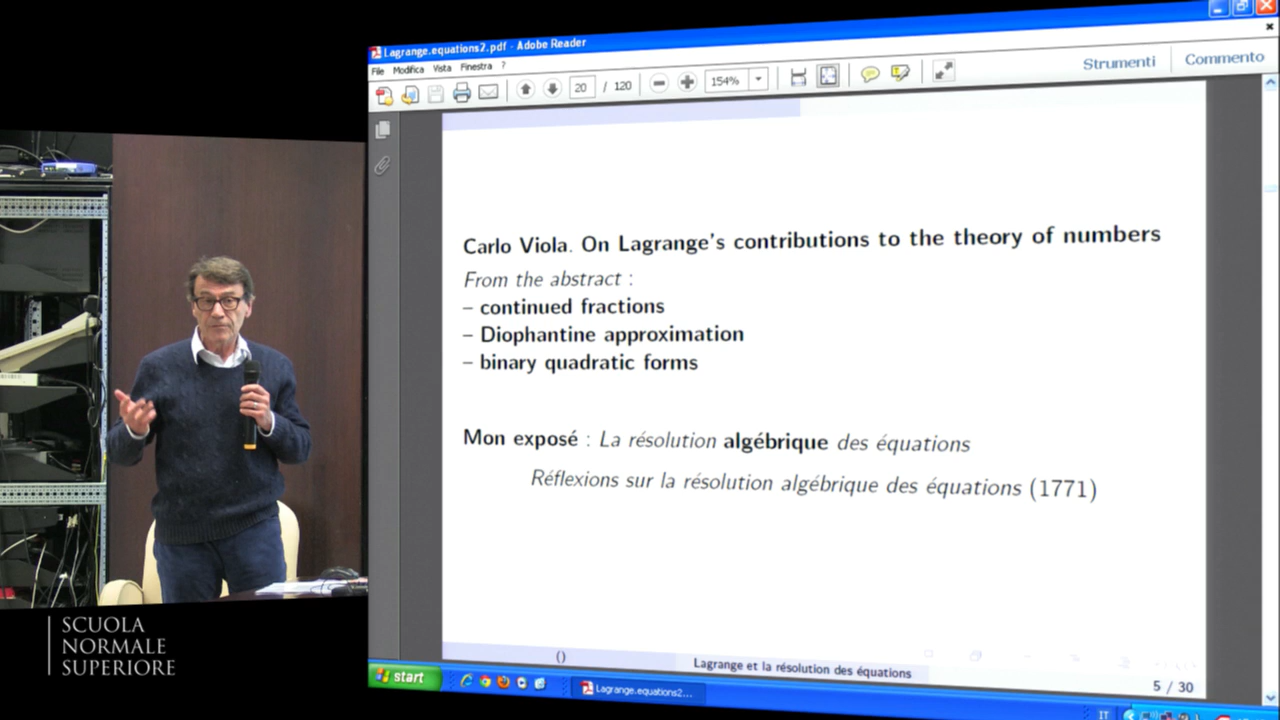 Lagrange.equations2.pdf - Adobe Reader
File Modifica Vista Finestra ?
20 / 120
154%
Strumenti
Commento
Carlo Viola. On Lagrange's contributions to the theory of numbers
From the abstract :
– continued fractions
– Diophantine approximation
– binary quadratic forms
Mon exposé : La résolution algébrique des équations
Réflexions sur la résolution algébrique des équations (1771)
()
Lagrange et la résolution des équations
5 / 30
start
Lagrange.equations2...
IT
SCUOLA
NORMALE
SUPERIORE